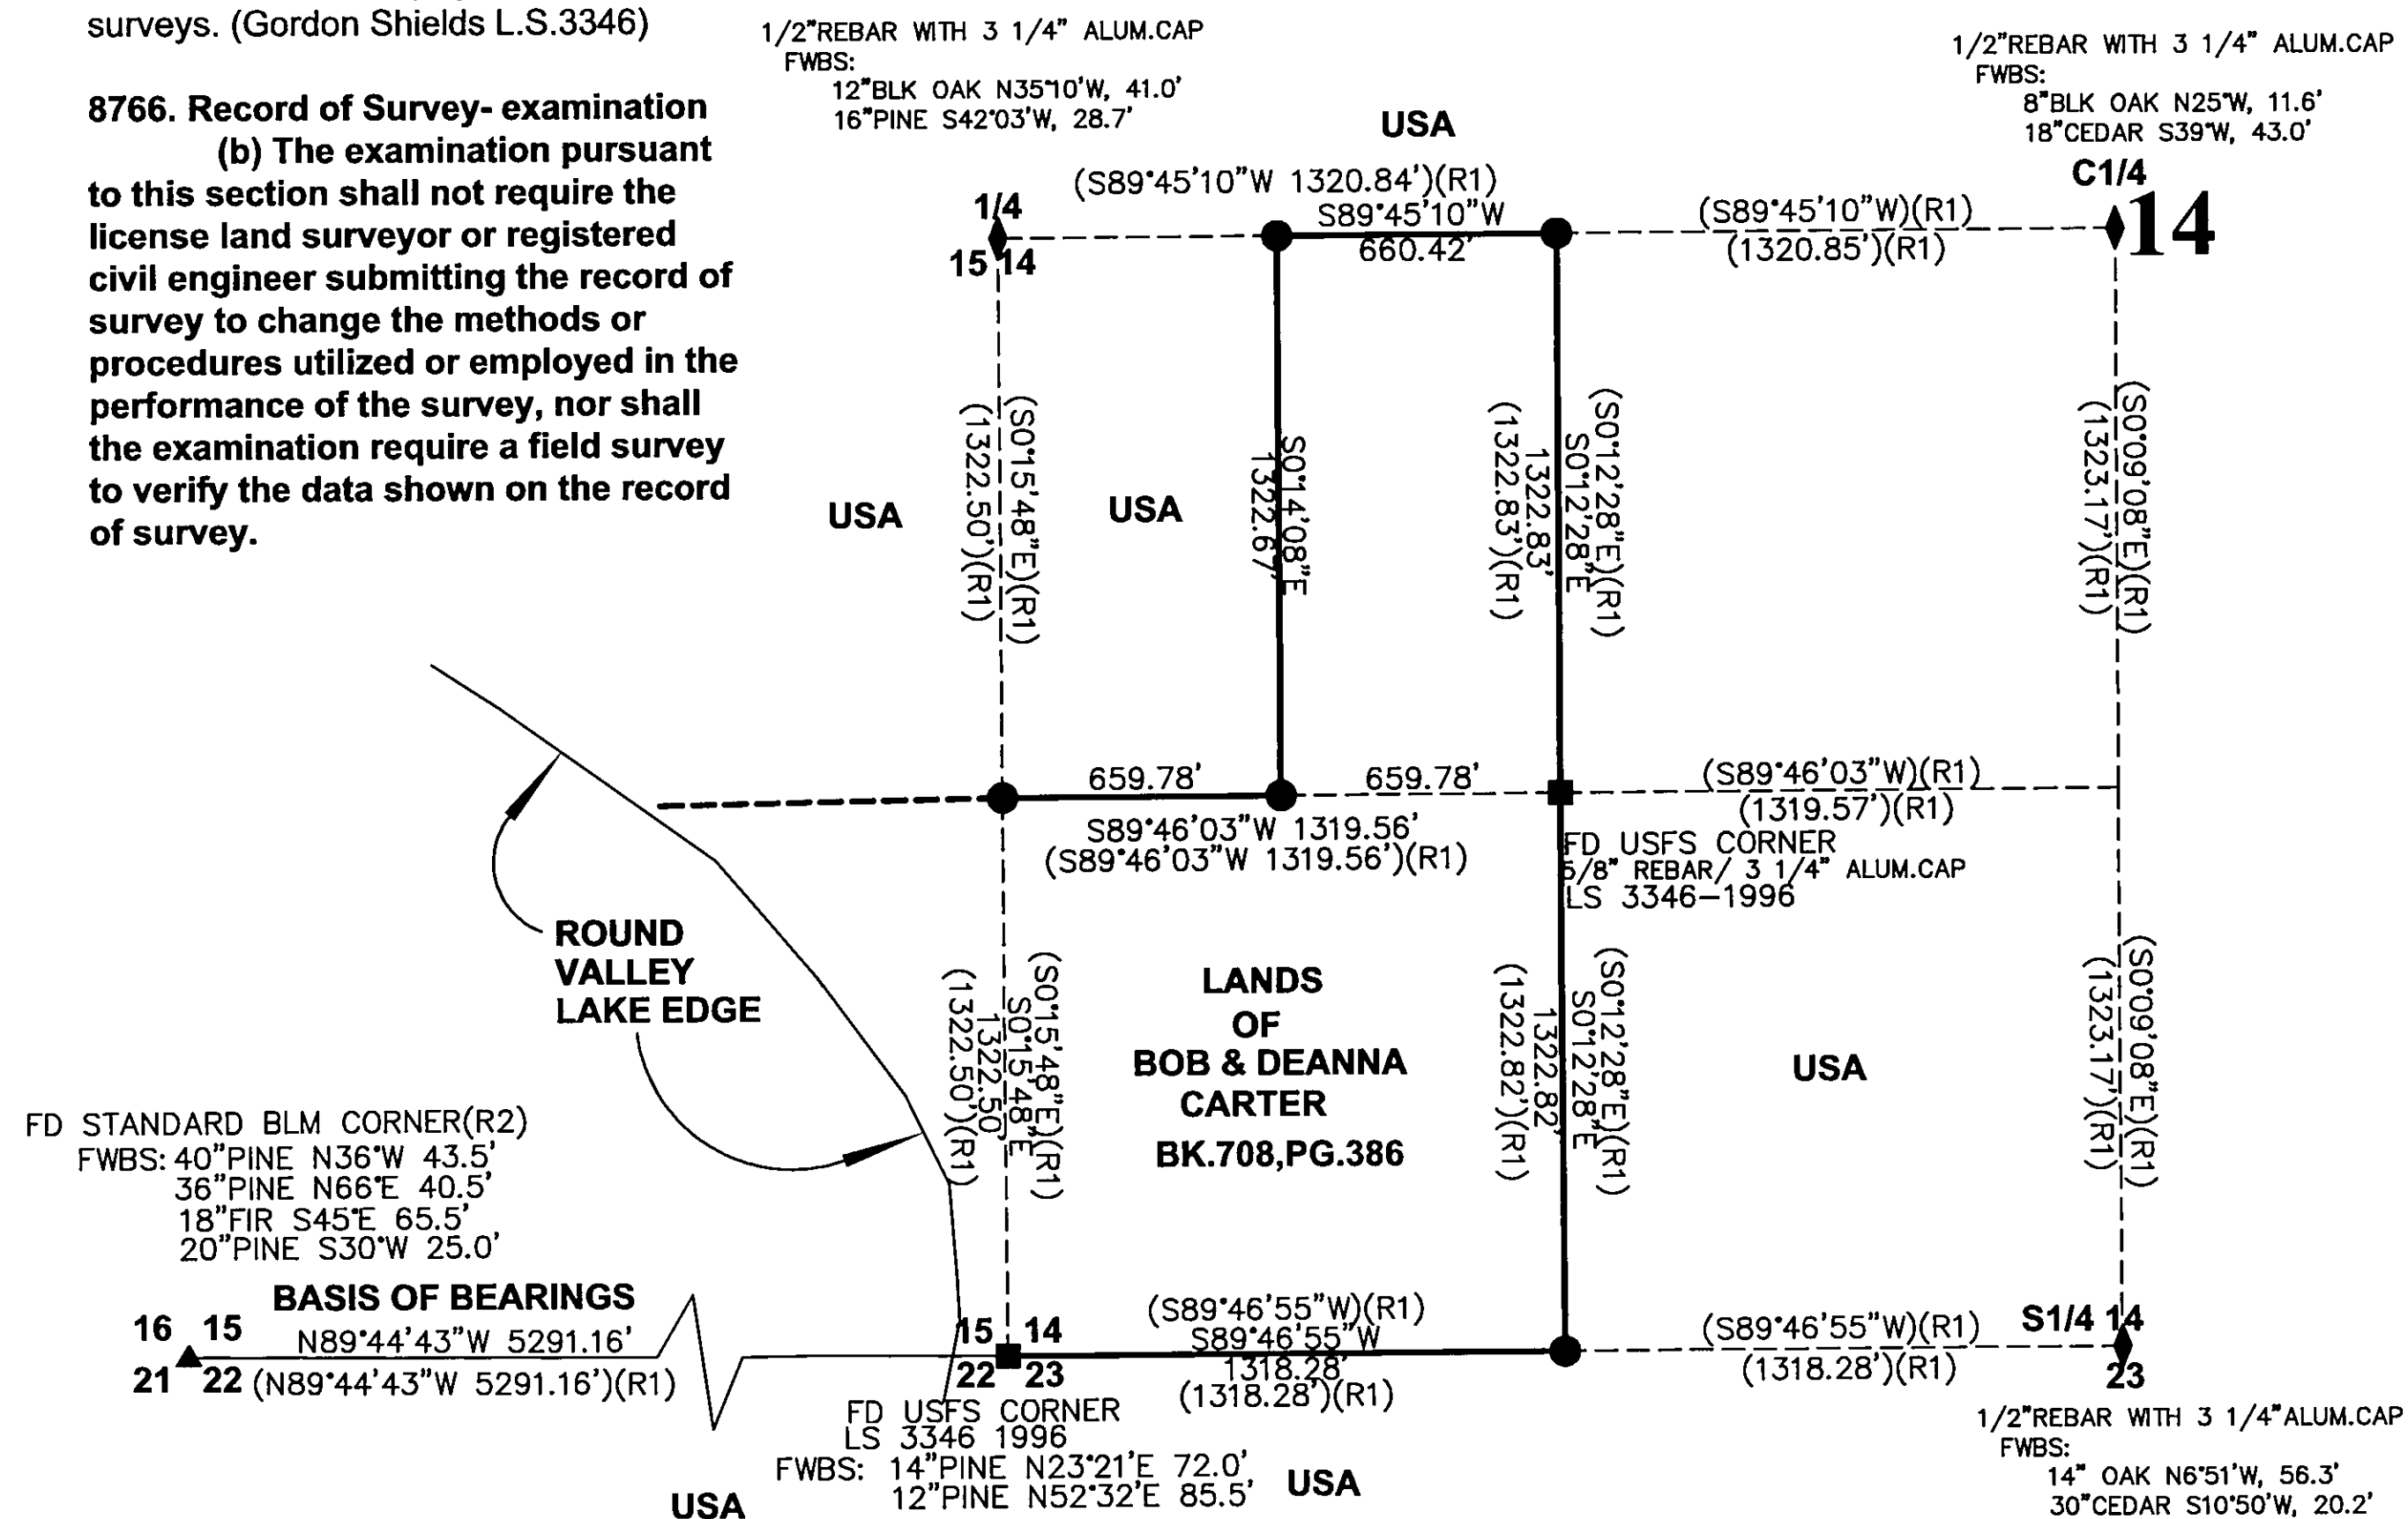 surveys. (Gordon Shields L.S.3346)
8766. Record of Survey- examination
(b) The examination pursuant
to this section shall not require the
license land surveyor or registered
civil engineer submitting the record of
survey to change the methods or
procedures utilized or employed in the
performance of the survey, nor shall
the examination require a field survey
to verify the data shown on the record
of survey.
1/2"REBAR WITH 3 1/4" ALUM.CAP
FWBS:
12"BLK OAK N35°10'W, 41.0'
16"PINE S42°03'W, 28.7'
USA
1/2"REBAR WITH 3 1/4" ALUM.CAP
FWBS:
8"BLK OAK N25°W, 11.6'
18"CEDAR S39°W, 43.0'
C1/4
14
(S89°45'10"W 1320.84')(R1)
S89°45'10"W
660.42'
(S89°45'10"W)(R1)
(1320.85')(R1)
1/4
15 14
(S0°15'48"E)(R1)
(1322.50')(R1)
S0°14'08"E
1322.67'
(S0°12'28"E)(R1)
S0°12'28"E
1322.83'
(1322.83')(R1)
(S0°09'08"E)(R1)
(1323.17')(R1)
USA
USA
659.78'
659.78'
S89°46'03"W 1319.56'
(S89°46'03"W 1319.56')(R1)
(S89°46'03"W)(R1)
(1319.57')(R1)
FD USFS CORNER
5/8" REBAR/ 3 1/4" ALUM.CAP
LS 3346-1996
ROUND
VALLEY
LAKE EDGE
(S0°15'48"E)(R1)
S0°15'48"E
1322.50'
(1322.50')(R1)
LANDS
OF
BOB & DEANNA
CARTER
BK.708,PG.386
(S0°12'28"E)(R1)
S0°12'28"E
1322.82'
(1322.82')(R1)
USA
(S0°09'08"E)(R1)
(1323.17')(R1)
FD STANDARD BLM CORNER(R2)
FWBS: 40"PINE N36°W 43.5'
36"PINE N66°E 40.5'
18"FIR S45°E 65.5'
20"PINE S30°W 25.0'
BASIS OF BEARINGS
16 15
N89°44'43"W 5291.16'
21 22
(N89°44'43"W 5291.16')(R1)
15 14
22 23
(S89°46'55"W)(R1)
S89°46'55"W
1318.28'
(1318.28')(R1)
(S89°46'55"W)(R1)
(1318.28')(R1)
S1/4 14
23
FD USFS CORNER
LS 3346 1996
FWBS: 14"PINE N23°21'E 72.0'
12"PINE N52°32'E 85.5'
USA
USA
1/2"REBAR WITH 3 1/4"ALUM.CAP
FWBS:
14" OAK N6°51'W, 56.3'
30"CEDAR S10°50'W, 20.2'